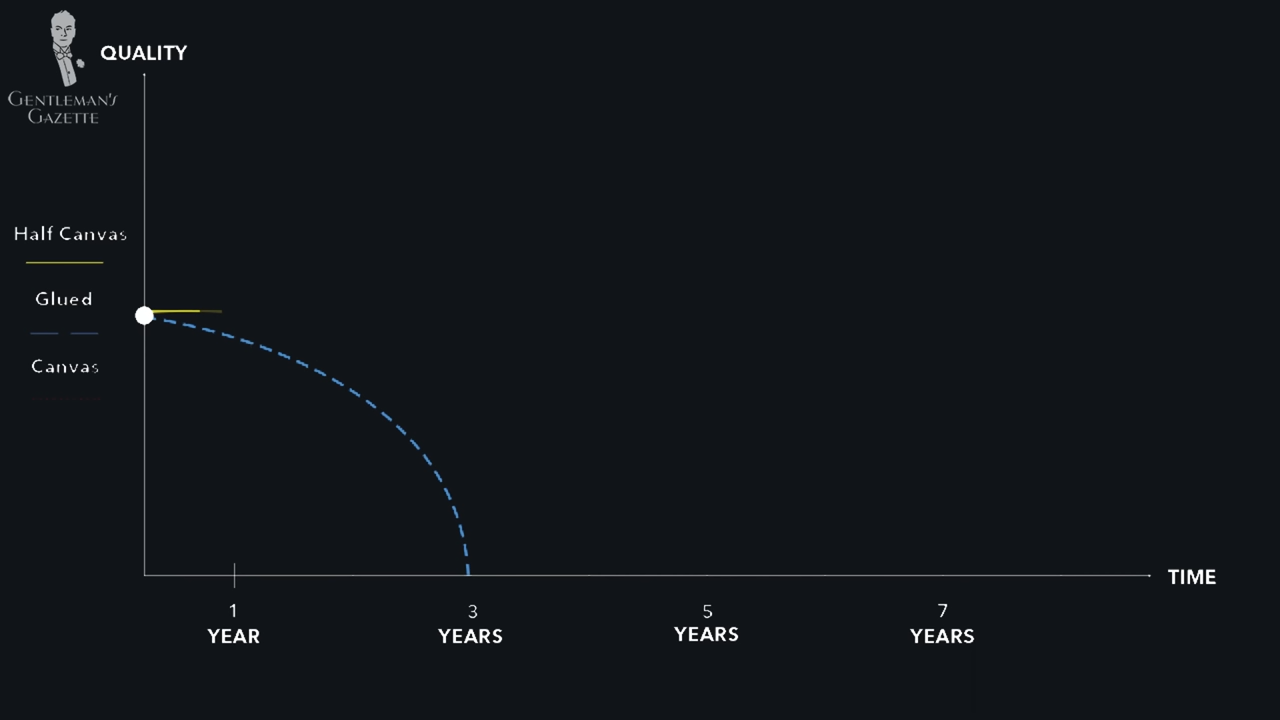 QUALITY
GENTLEMAN'S
GAZETTE
Half Canvas
Glued
Canvas
TIME
1
YEAR
3
YEARS
5
YEARS
7
YEARS